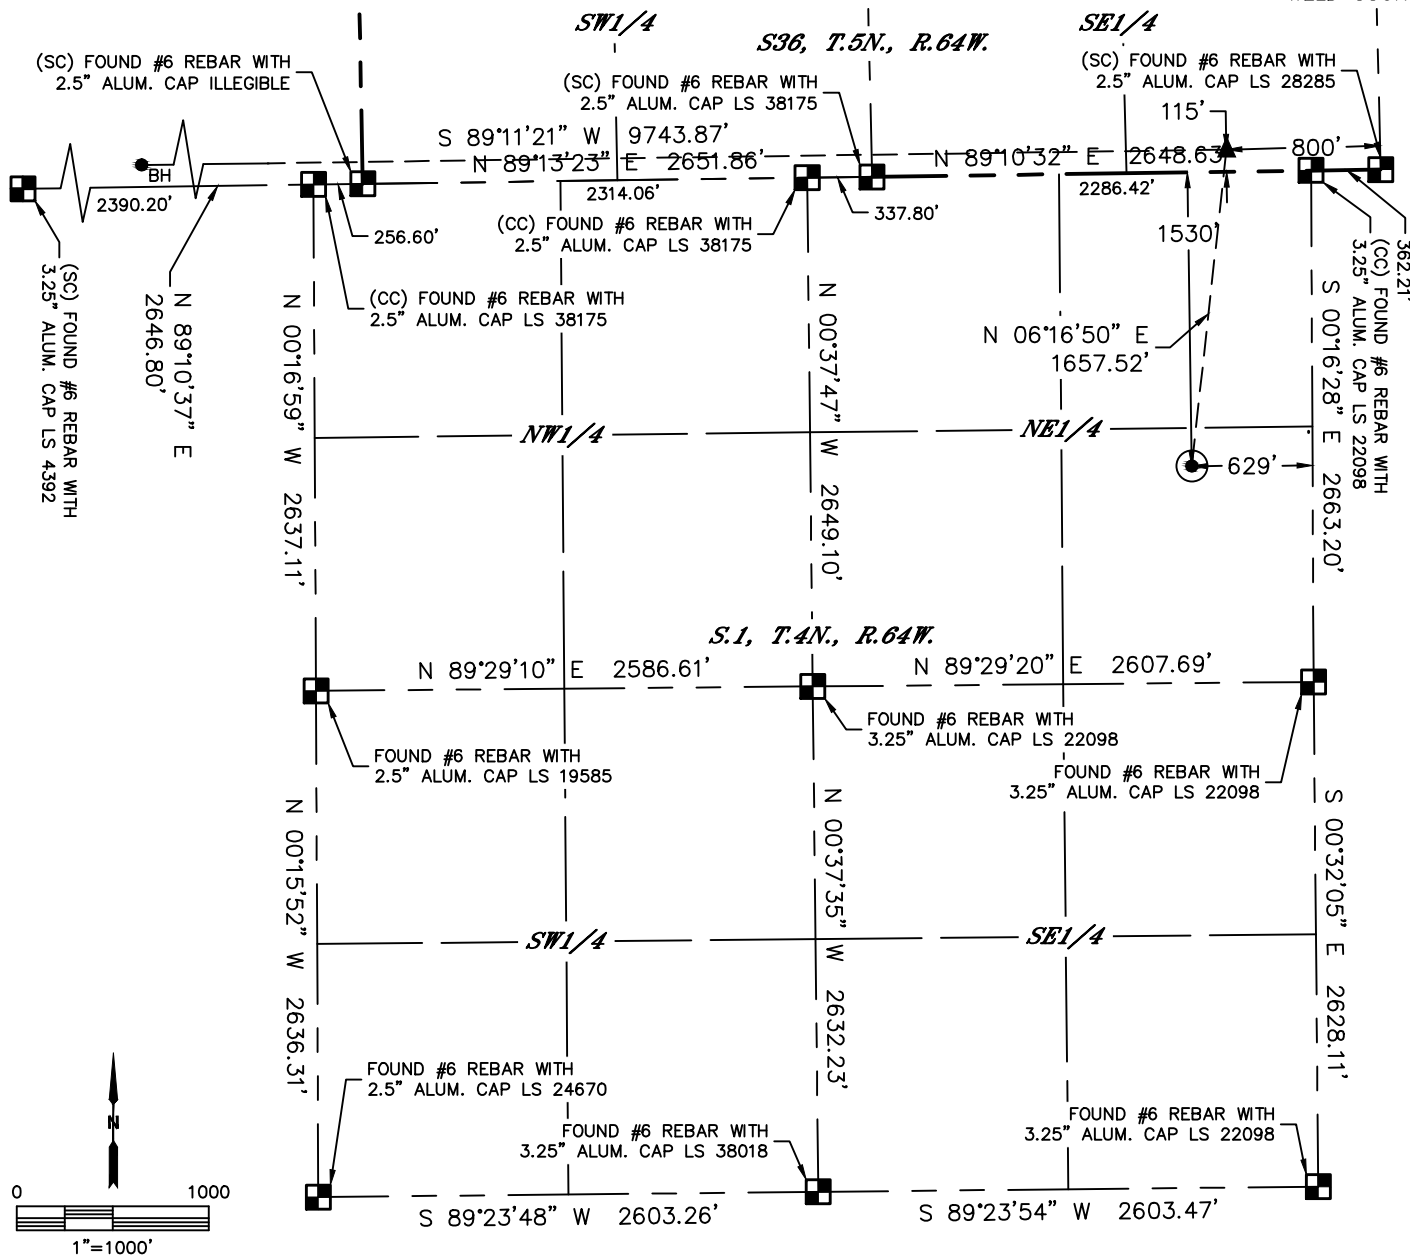 SW1/4
SE1/4
S36, T.5N., R.64W.
(SC) FOUND #6 REBAR WITH
2.5" ALUM. CAP ILLEGIBLE
(SC) FOUND #6 REBAR WITH
2.5" ALUM. CAP LS 38175
(SC) FOUND #6 REBAR WITH
2.5" ALUM. CAP LS 28285
115'
S 89°11'21" W 9743.87'
800'
N 89°13'23" E 2651.86'
N 89°10'32" E 2648.63'
BH
2390.20'
2314.06'
2286.42'
256.60'
337.80'
(CC) FOUND #6 REBAR WITH
2.5" ALUM. CAP LS 38175
1530'
362.21'
(SC) FOUND #6 REBAR WITH
3.25" ALUM. CAP LS 4392
N 89°10'37" E
2646.80'
(CC) FOUND #6 REBAR WITH
2.5" ALUM. CAP LS 38175
(CC) FOUND #6 REBAR WITH
3.25" ALUM. CAP LS 22098
N 00°16'59" W 2637.11'
N 00°37'47" W 2649.10'
S 00°16'28" E 2663.20'
N 06°16'50" E
1657.52'
NW1/4
NE1/4
629'
S.1, T.4N., R.64W.
N 89°29'10" E 2586.61'
N 89°29'20" E 2607.69'
FOUND #6 REBAR WITH
3.25" ALUM. CAP LS 22098
FOUND #6 REBAR WITH
2.5" ALUM. CAP LS 19585
FOUND #6 REBAR WITH
3.25" ALUM. CAP LS 22098
N 00°15'52" W 2636.31'
N 00°37'35" W 2632.23'
S 00°32'05" E 2628.11'
SW1/4
SE1/4
FOUND #6 REBAR WITH
2.5" ALUM. CAP LS 24670
FOUND #6 REBAR WITH
3.25" ALUM. CAP LS 38018
FOUND #6 REBAR WITH
3.25" ALUM. CAP LS 22098
N
0 1000
1"=1000'
S 89°23'48" W 2603.26'
S 89°23'54" W 2603.47'